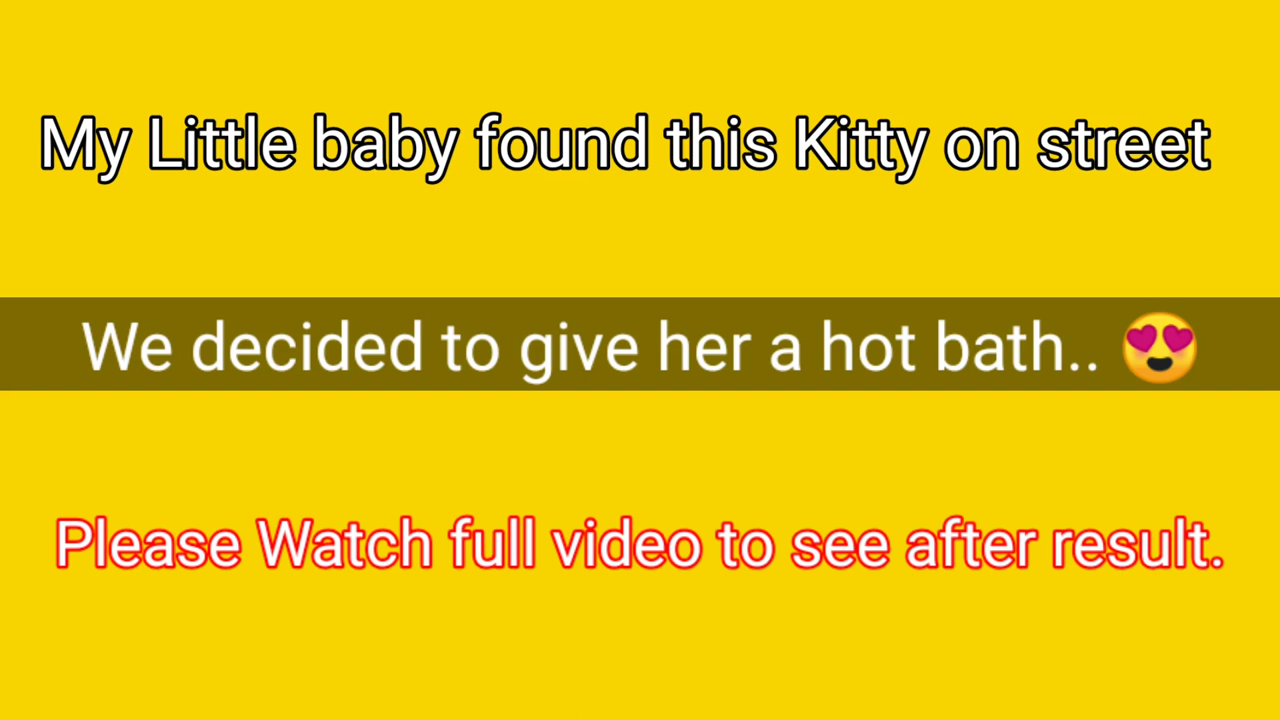 My Little baby found this Kitty on street
We decided to give her a hot bath.. 😍
Please Watch full video to see after result.